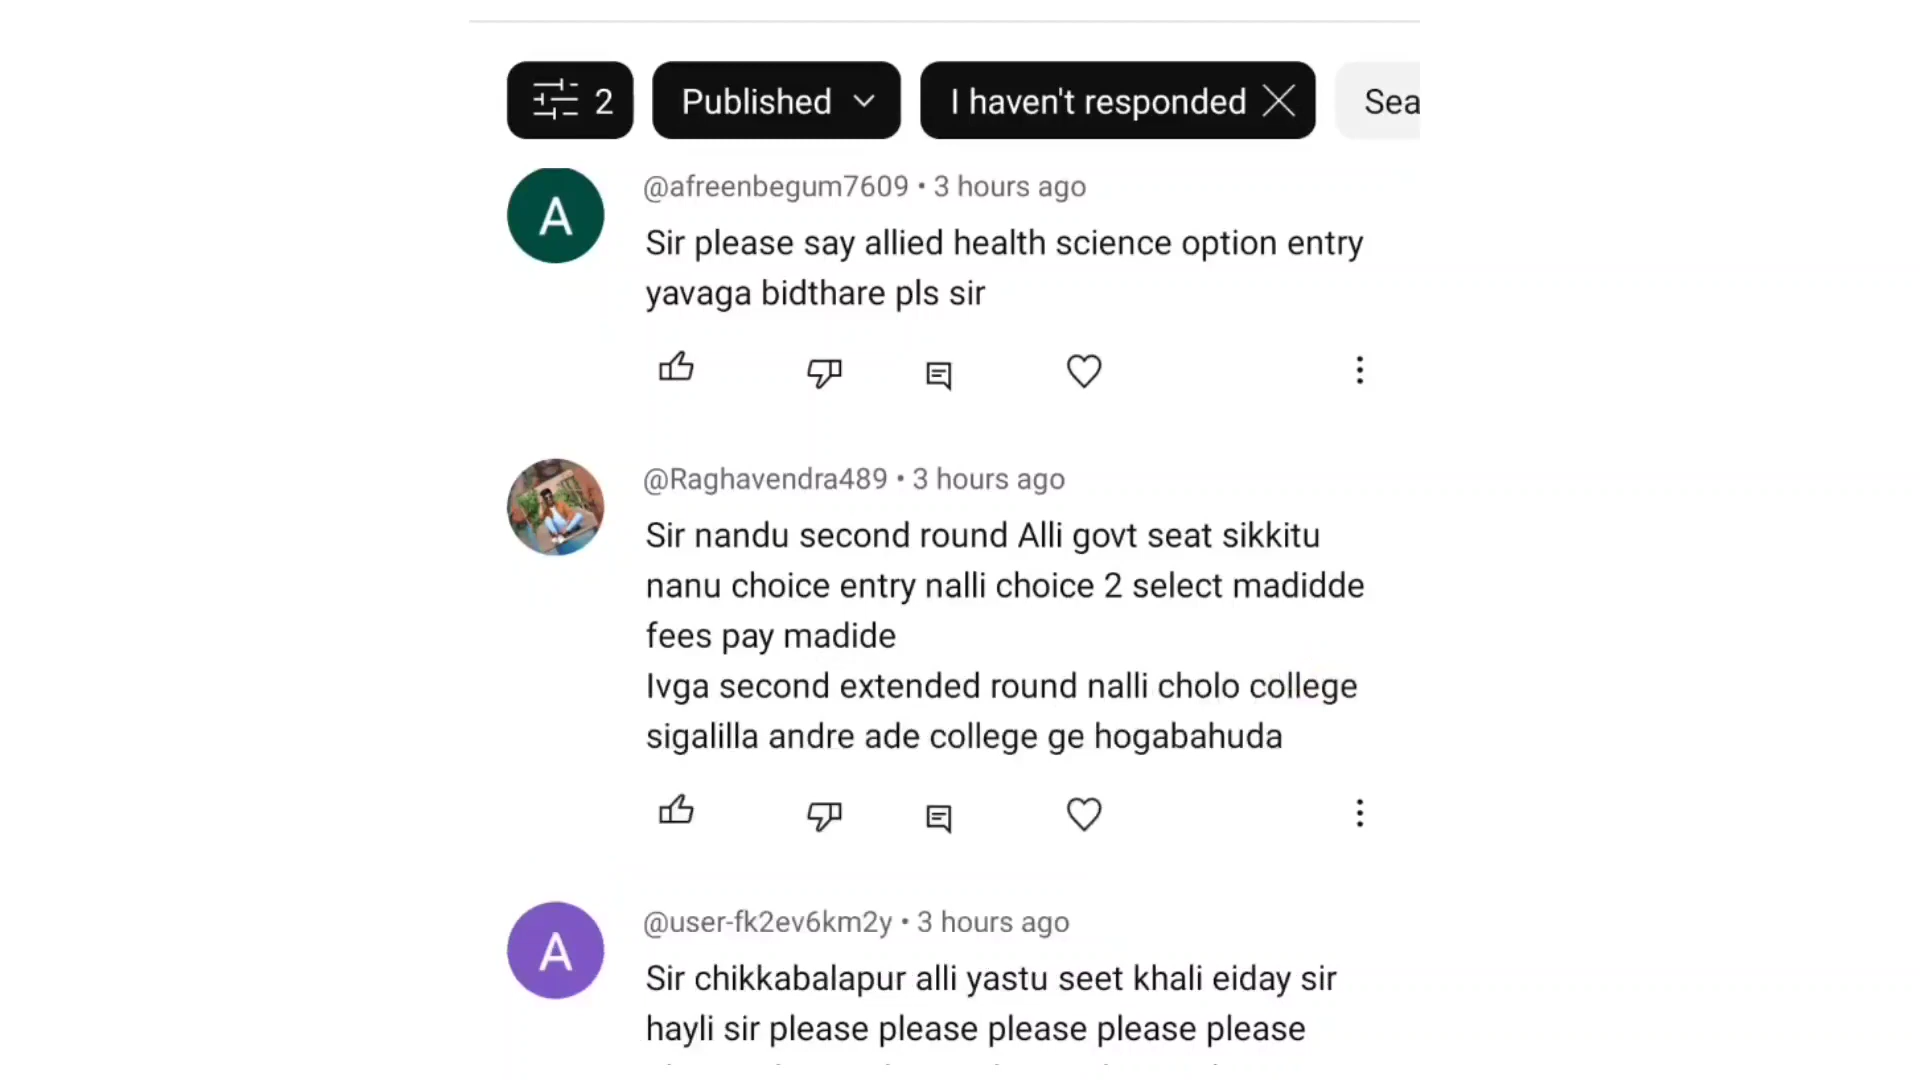 2
Published
I haven't responded
Sea
A
@afreenbegum7609 • 3 hours ago
Sir please say allied health science option entry
yavaga bidthare pls sir
@Raghavendra489 • 3 hours ago
Sir nandu second round Alli govt seat sikkitu
nanu choice entry nalli choice 2 select madidde
fees pay madide
Ivga second extended round nalli cholo college
sigalilla andre ade college ge hogabahuda
A
@user-fk2ev6km2y • 3 hours ago
Sir chikkabalapur alli yastu seet khali eiday sir
hayli sir please please please please please